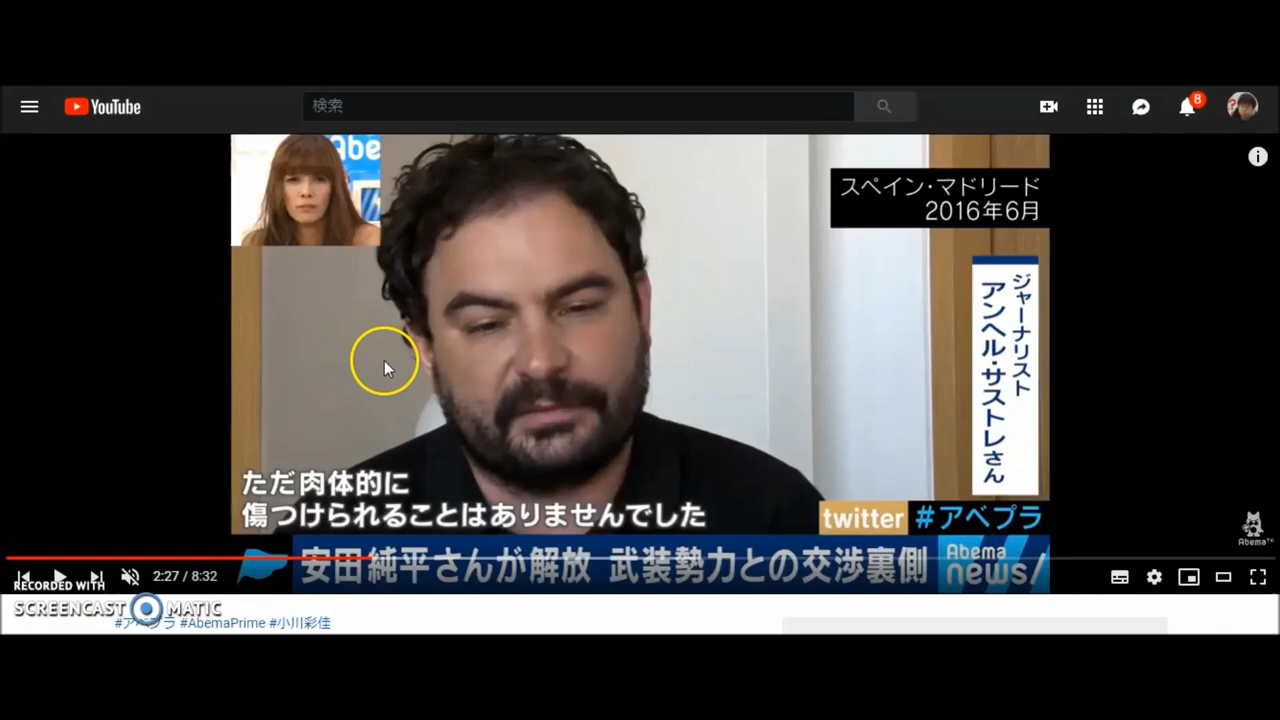 YouTube
検索
8
Abe
スペイン・マドリード
2016年6月
ジャーナリスト
アンヘル・サストレさん
ただ肉体的に
傷つけられることはありませんでした
twitter #アベプラ
Abema
安田純平さんが解放 武装勢力との交渉裏側
Abema
news/
2:27 / 8:32
RECORDED WITH
SCREENCAST MATIC
#アベプラ #AbemaPrime #小川彩佳